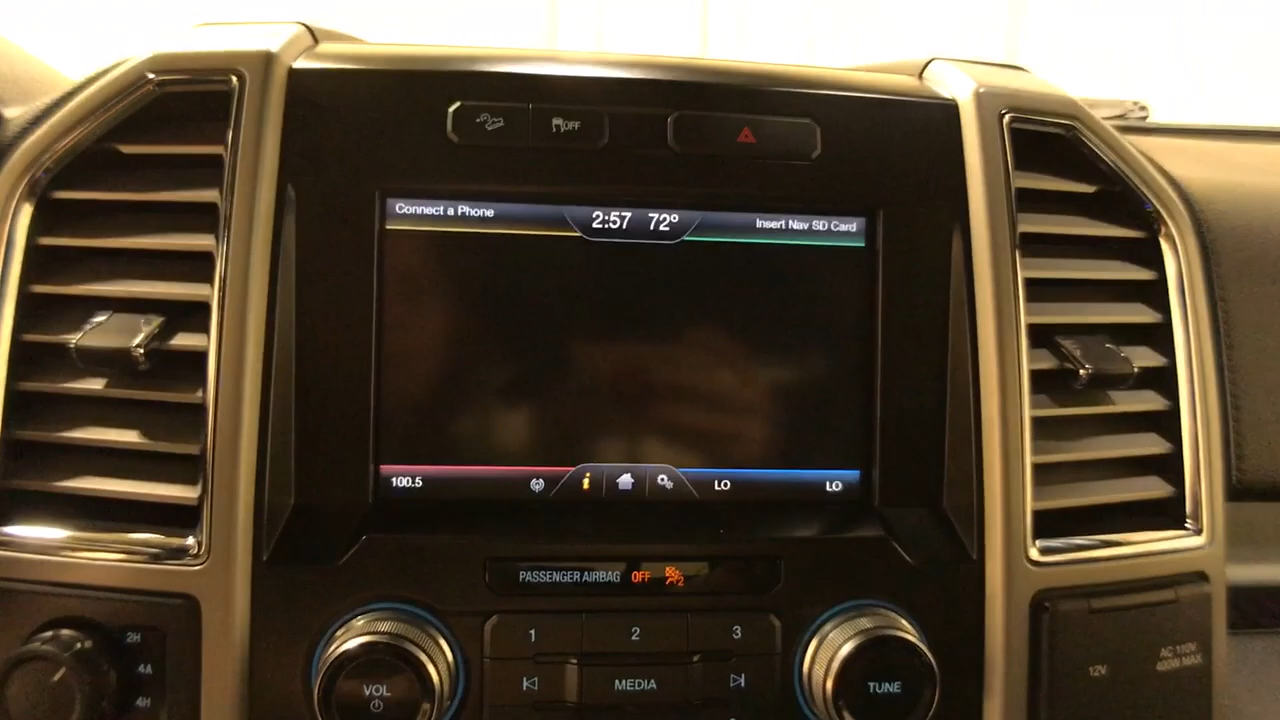 OFF
Connect a Phone
2:57 72°
Insert Nav SD Card
100.5
LO
LO
PASSENGER AIRBAG OFF
2
1
2
3
2H
4A
4H
VOL
MEDIA
TUNE
12V
AC 110V
400W MAX